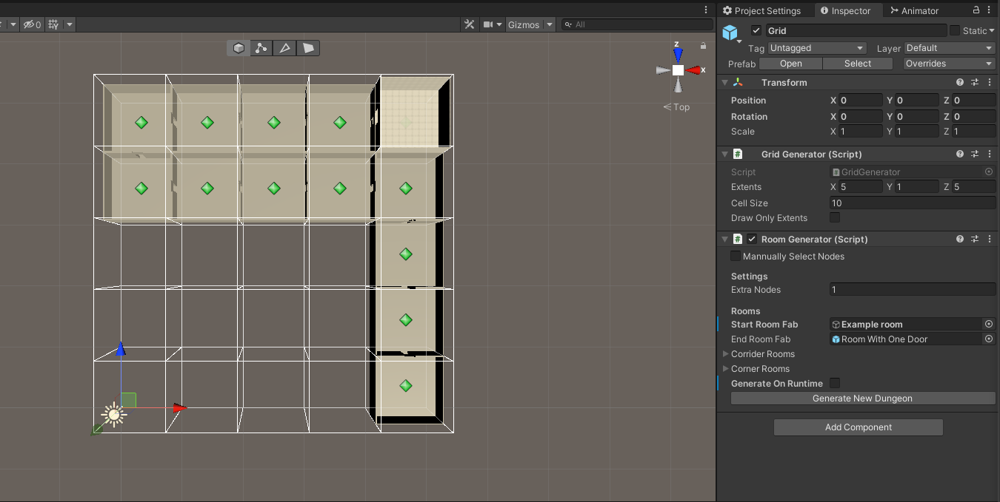 Project Settings
Inspector
Animator
0
Gizmos
All
z
x
Top
Grid
Static
Tag Untagged
Layer Default
Prefab Open Select Overrides
Transform
Position X 0 Y 0 Z 0
Rotation X 0 Y 0 Z 0
Scale X 1 Y 1 Z 1
# Grid Generator (Script)
Script # GridGenerator
Extents X 5 Y 1 Z 5
Cell Size 10
Draw Only Extents
# Room Generator (Script)
Mannually Select Nodes
Settings
Extra Nodes 1
Rooms
Start Room Fab Example room
End Room Fab Room With One Door
Corrider Rooms
Corner Rooms
Generate On Runtime
Generate New Dungeon
Add Component